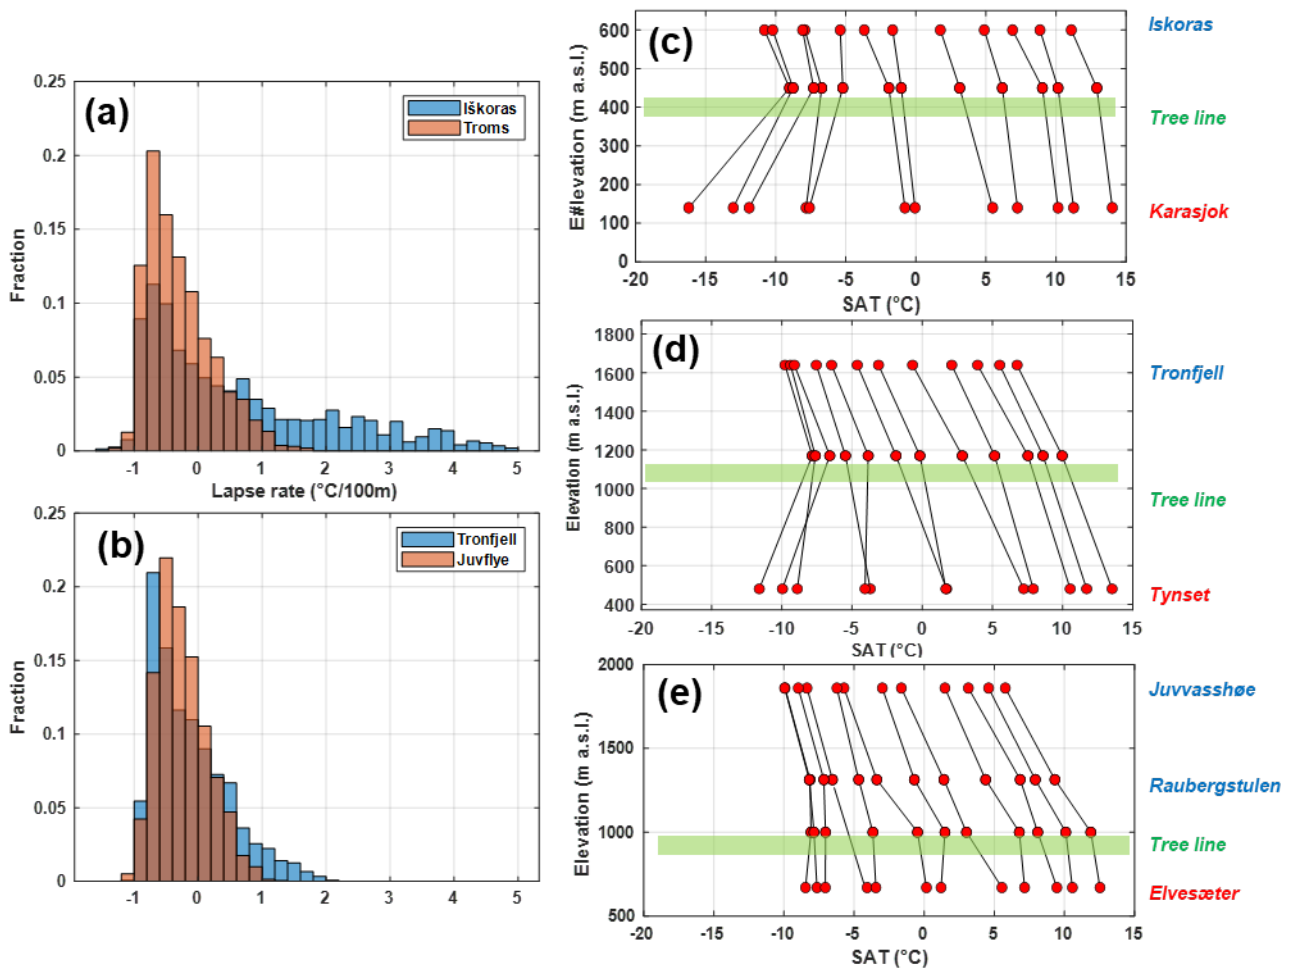 (a)
0.25
0.2
0.15
0.1
0.05
0
Fraction
Iškoras
Troms
-1 0 1 2 3 4 5
Lapse rate (°C/100m)
(b)
0.25
0.2
0.15
0.1
0.05
0
Fraction
Tronfjell
Juvflye
-1 0 1 2 3 4 5
(c)
600
500
400
300
200
100
0
E#levation (m a.s.l.)
-20 -15 -10 -5 0 5 10 15
SAT (°C)
Iskoras
Tree line
Karasjok
(d)
1800
1600
1400
1200
1000
800
600
400
Elevation (m a.s.l.)
-20 -15 -10 -5 0 5 10 15
SAT (°C)
Tronfjell
Tree line
Tynset
(e)
2000
1500
1000
500
Elevation (m a.s.l.)
-20 -15 -10 -5 0 5 10 15
SAT (°C)
Juvvasshøe
Raubergstulen
Tree line
Elvesæter